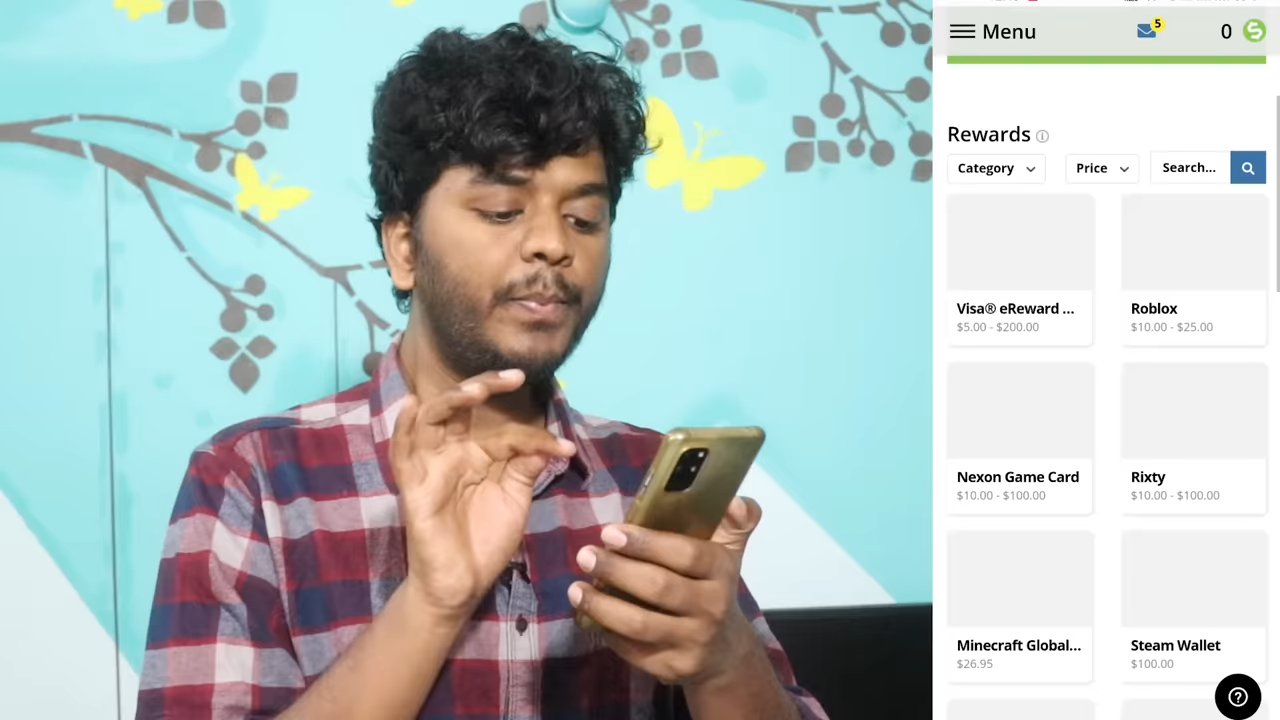 Menu
5
0
Rewards
Category
Price
Search...
Visa® eReward ...
$5.00 - $200.00
Roblox
$10.00 - $25.00
Nexon Game Card
$10.00 - $100.00
Rixty
$10.00 - $100.00
Minecraft Global...
$26.95
Steam Wallet
$100.00